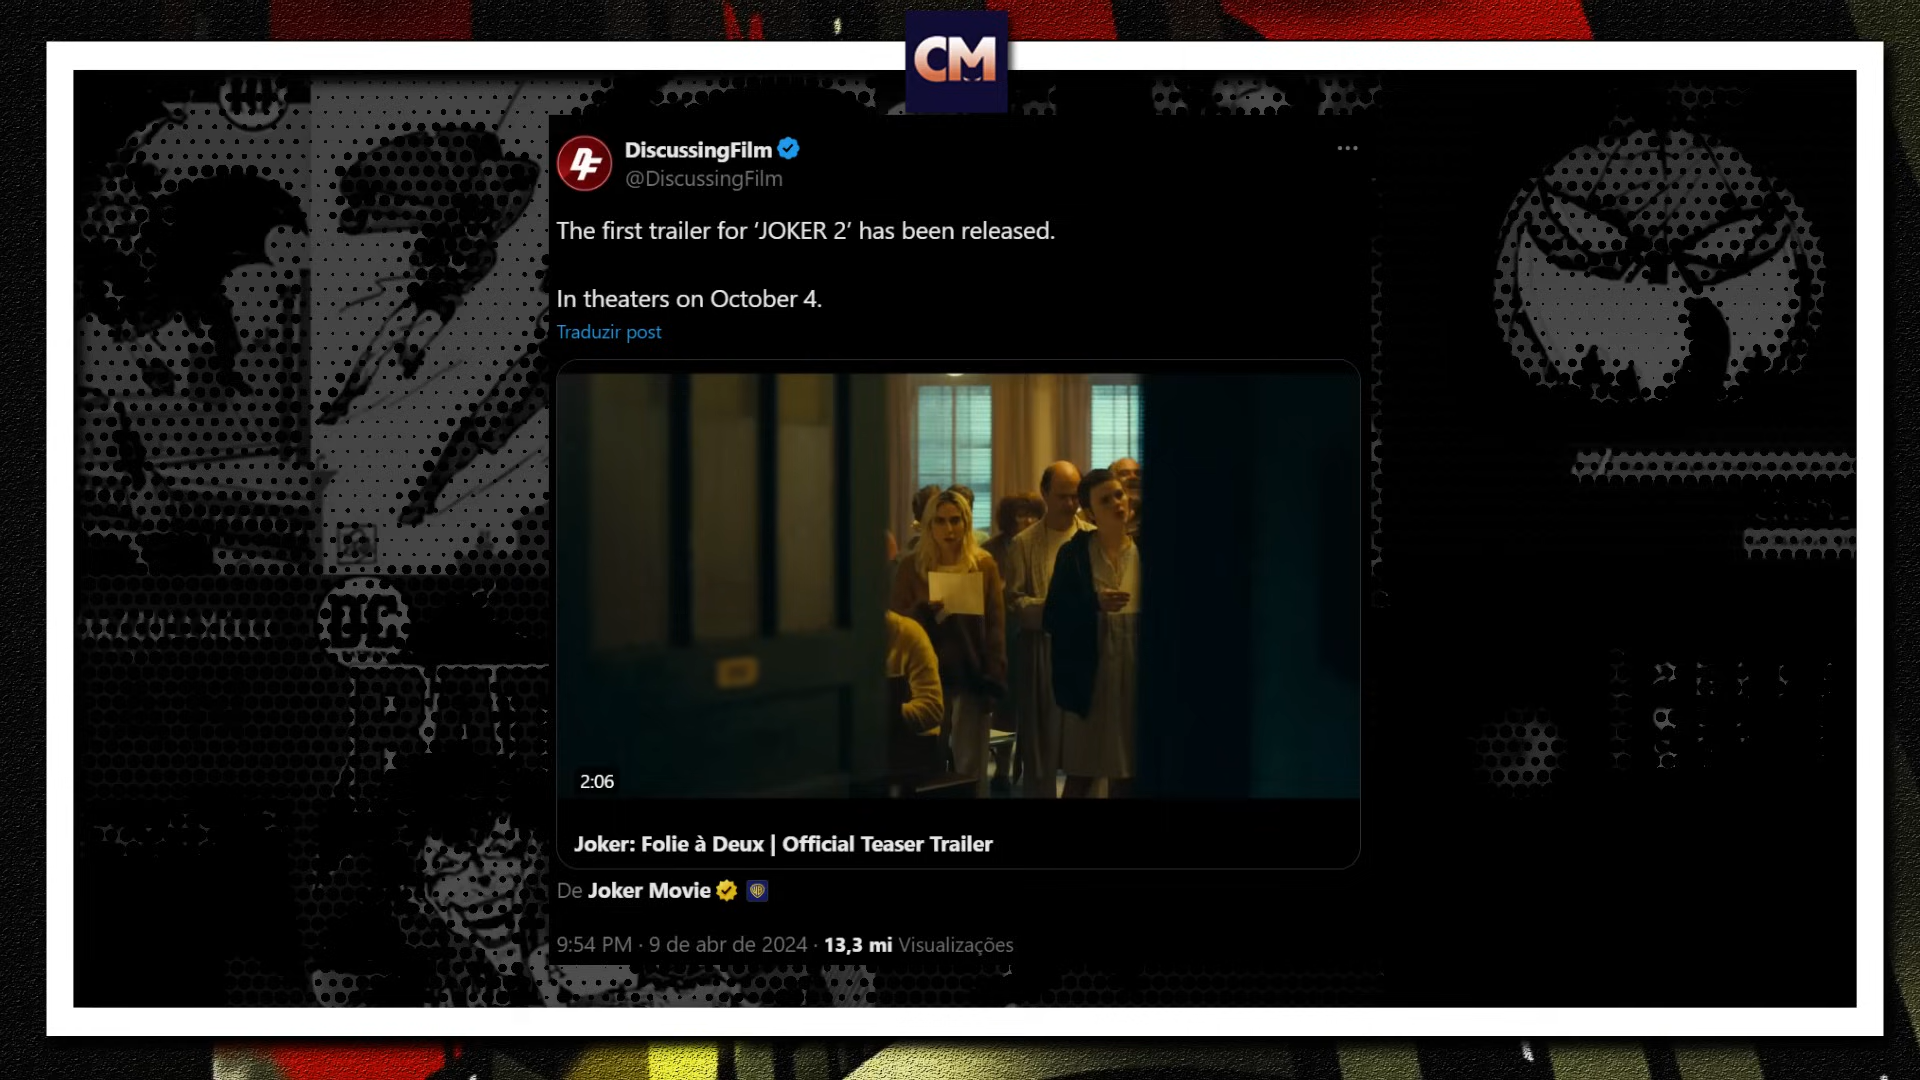 CM
DF
DiscussingFilm
@DiscussingFilm
The first trailer for ‘JOKER 2’ has been released.
In theaters on October 4.
Traduzir post
2:06
Joker: Folie à Deux | Official Teaser Trailer
De Joker Movie
9:54 PM · 9 de abr de 2024 · 13,3 mi Visualizações
DC